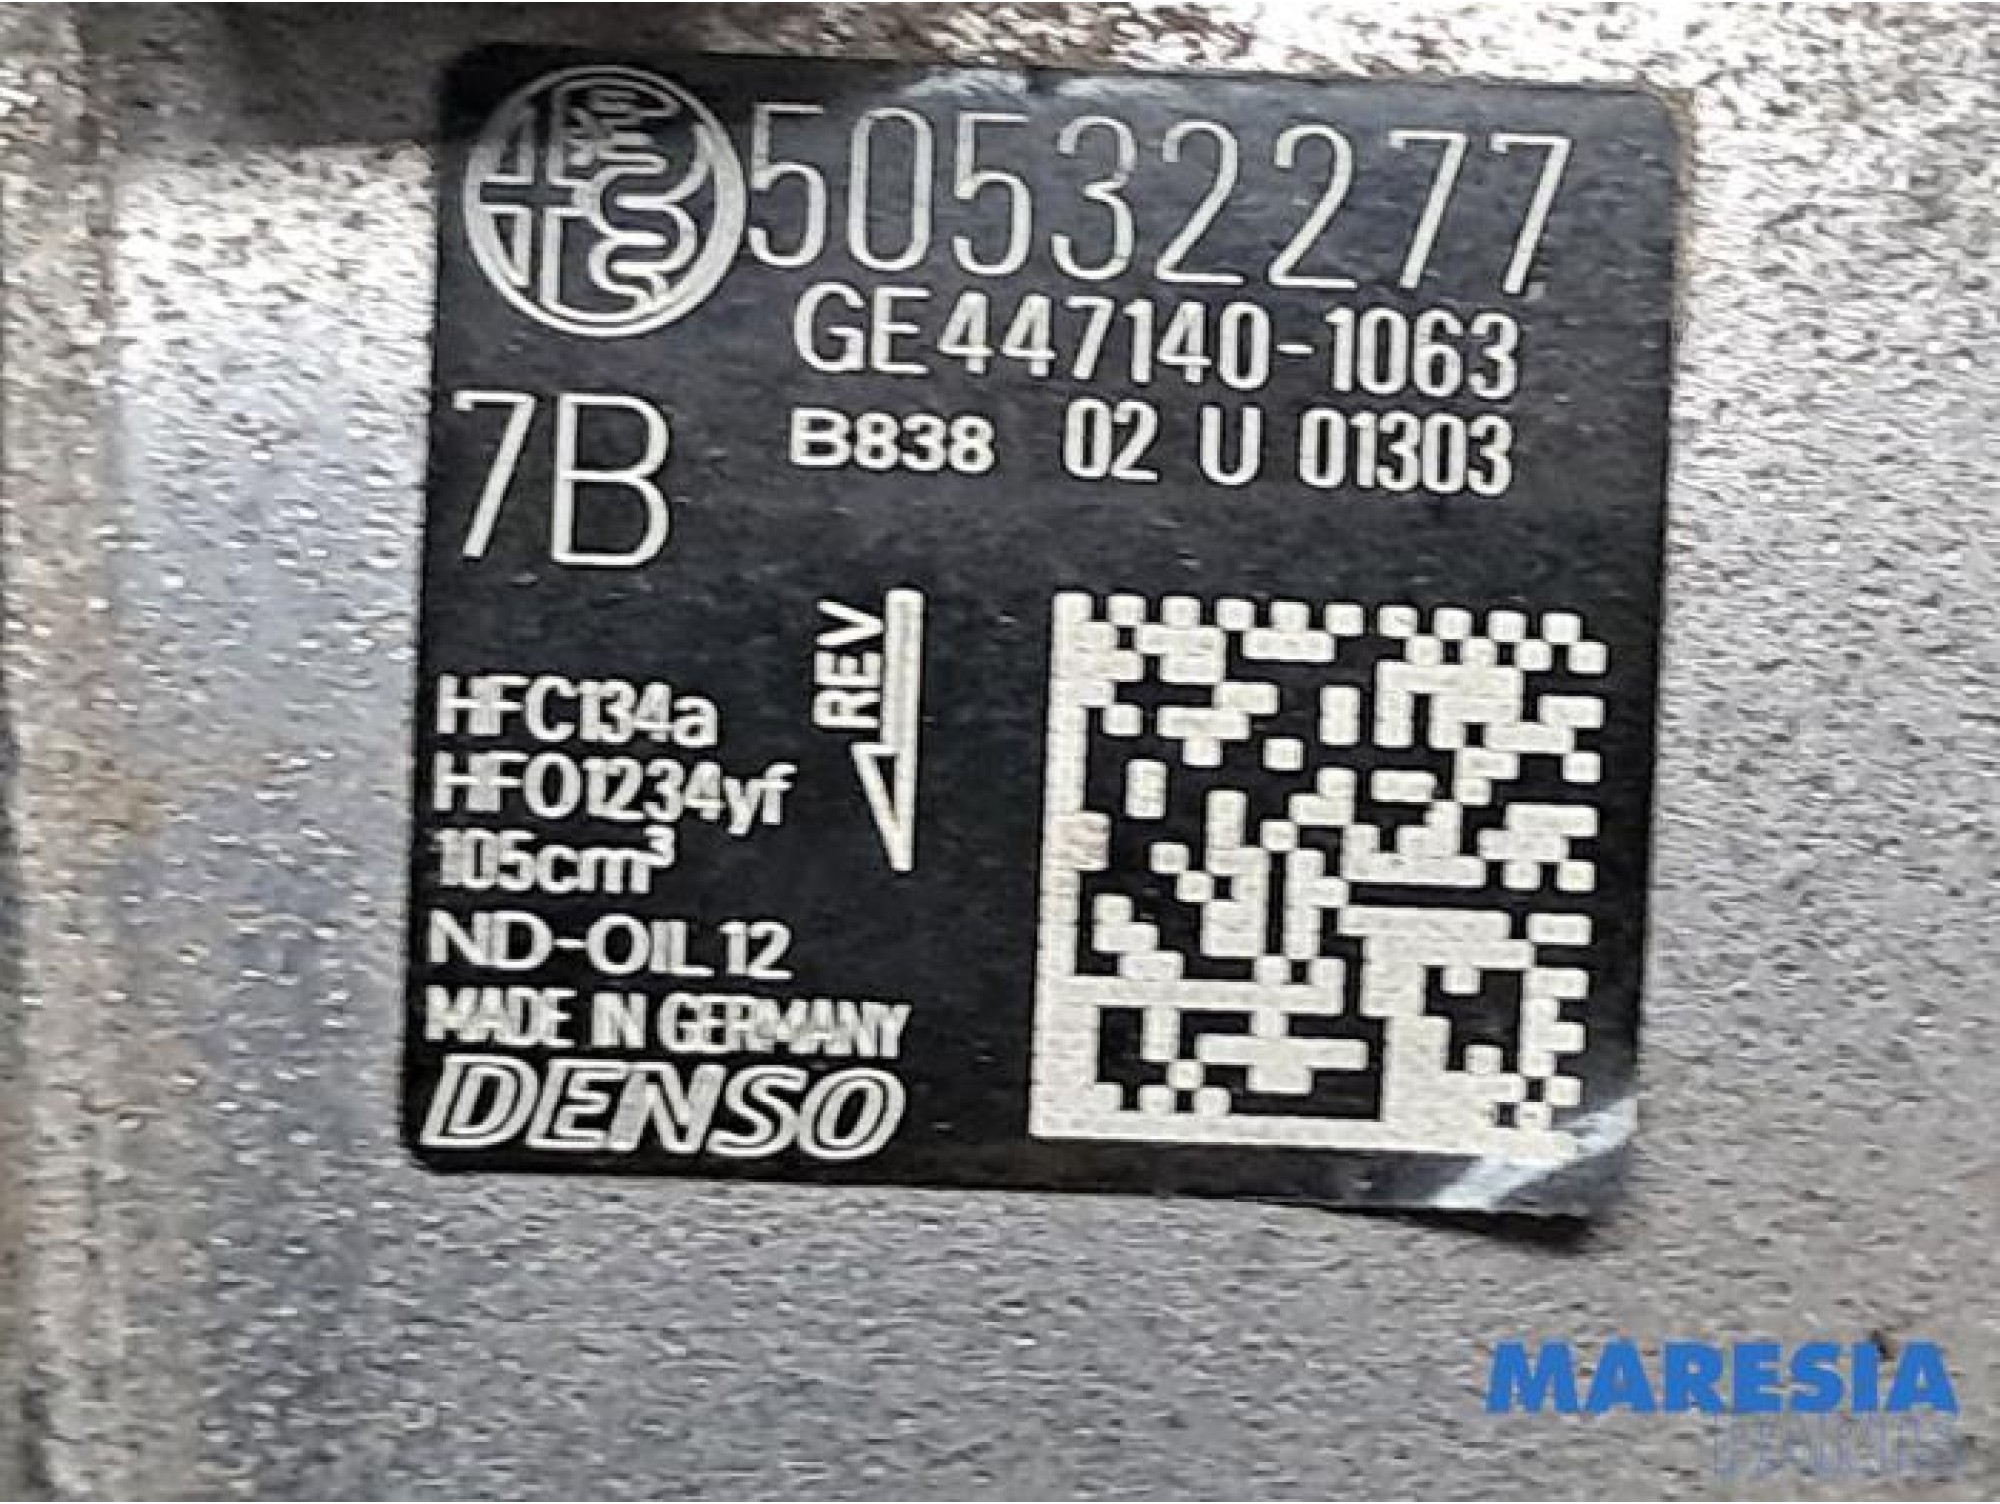 50532277
GE447140-1063
7B
B838 02 U 01303
REV
HFC134a
HFO1234yf
105cm³
ND-OIL 12
MADE IN GERMANY
DENSO
MARESIA